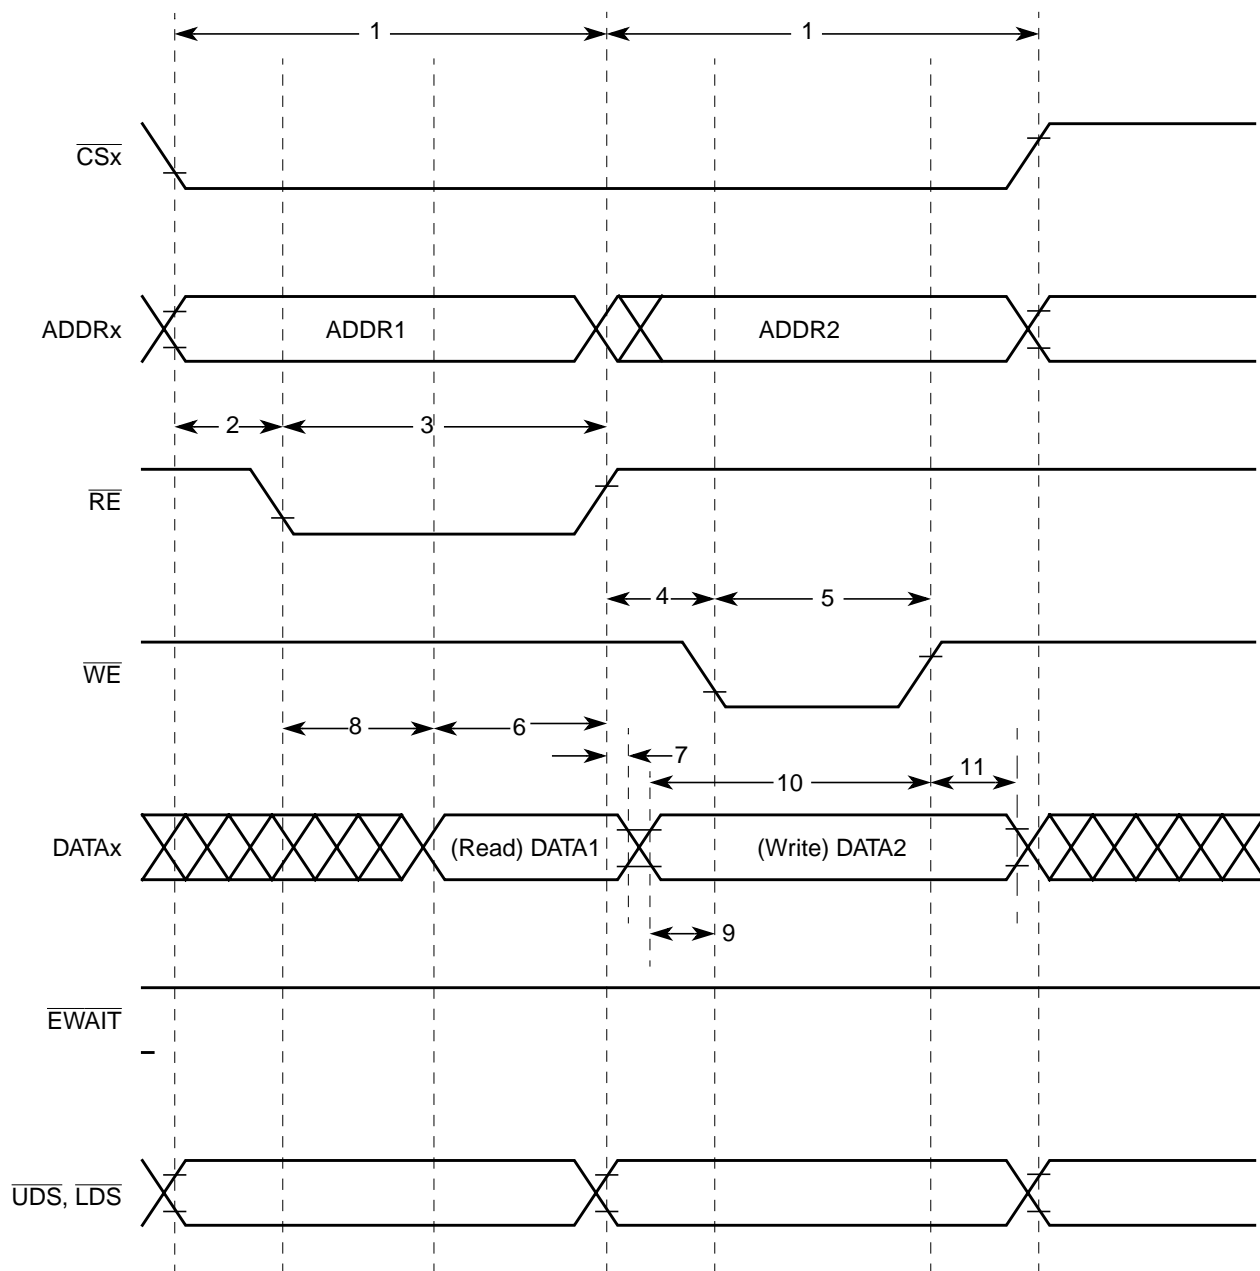 1 1
CSx
ADDRx ADDR1 ADDR2
2 3
RE
4 5
WE
8 6
7
10 11
DATAx (Read) DATA1 (Write) DATA2
9
EWAIT
UDS, LDS